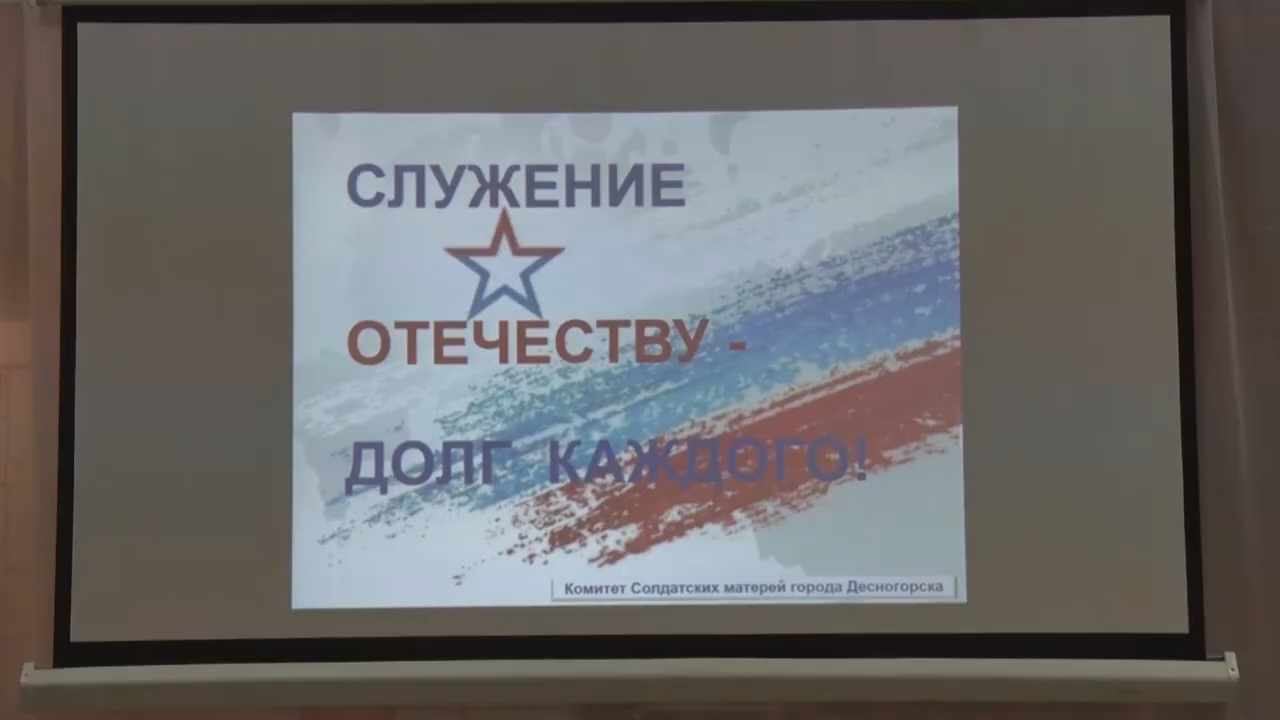 СЛУЖЕНИЕ
ОТЕЧЕСТВУ -
ДОЛГ КАЖДОГО!
Комитет Солдатских матерей города Десногорска